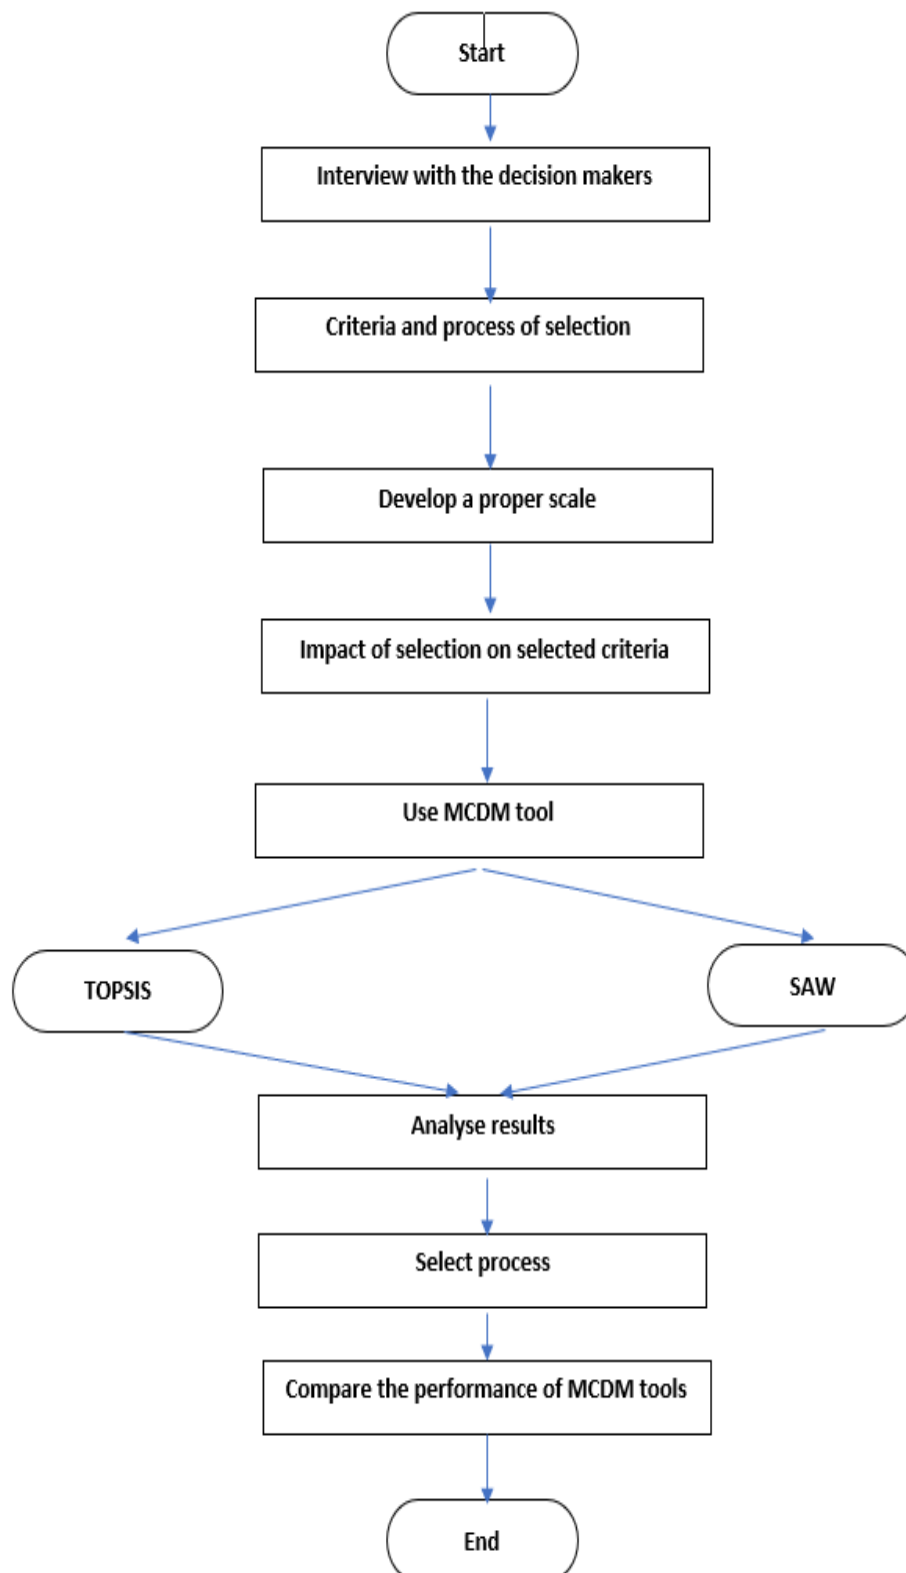 Start
Interview with the decision makers
Criteria and process of selection
Develop a proper scale
Impact of selection on selected criteria
Use MCDM tool
TOPSIS
SAW
Analyse results
Select process
Compare the performance of MCDM tools
End